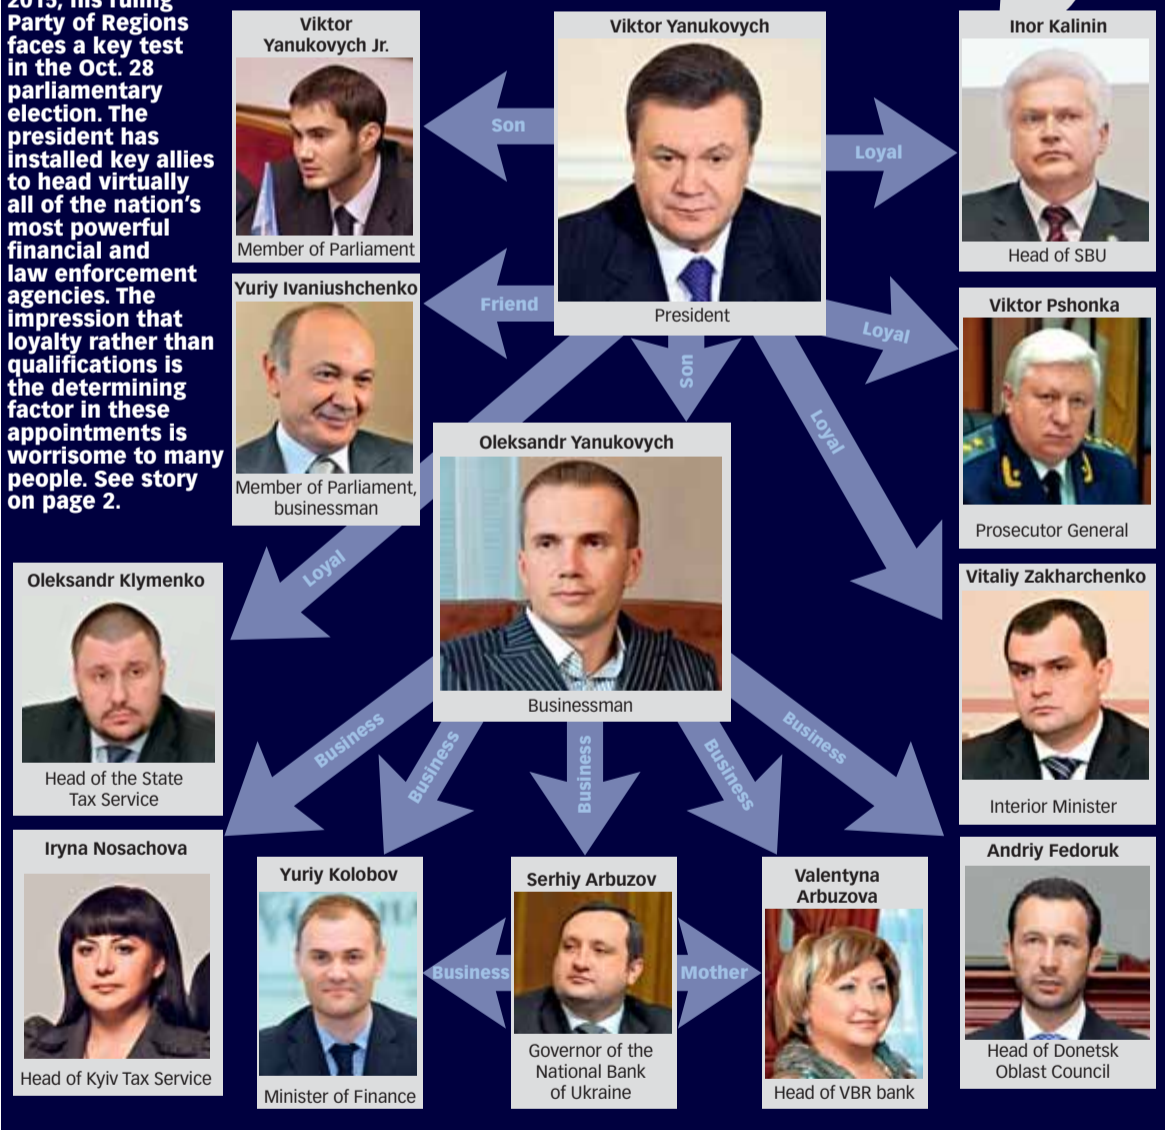 2015, his ruling
Party of Regions
faces a key test
in the Oct. 28
parliamentary
election. The
president has
installed key allies
to head virtually
all of the nation's
most powerful
financial and
law enforcement
agencies. The
impression that
loyalty rather than
qualifications is
the determining
factor in these
appointments is
worrisome to many
people. See story
on page 2.
Viktor
Yanukovych Jr.
Member of Parliament
Son
Viktor Yanukovych
President
Loyal
Inor Kalinin
Head of SBU
Yuriy Ivaniushchenko
Member of Parliament,
businessman
Friend
Son
Loyal
Viktor Pshonka
Prosecutor General
Loyal
Oleksandr Yanukovych
Businessman
Loyal
Oleksandr Klymenko
Head of the State
Tax Service
Vitaliy Zakharchenko
Interior Minister
Business
Business
Business
Business
Business
Iryna Nosachova
Head of Kyiv Tax Service
Yuriy Kolobov
Minister of Finance
Business
Serhiy Arbuzov
Governor of the
National Bank
of Ukraine
Mother
Valentyna
Arbuzova
Head of VBR bank
Andriy Fedoruk
Head of Donetsk
Oblast Council